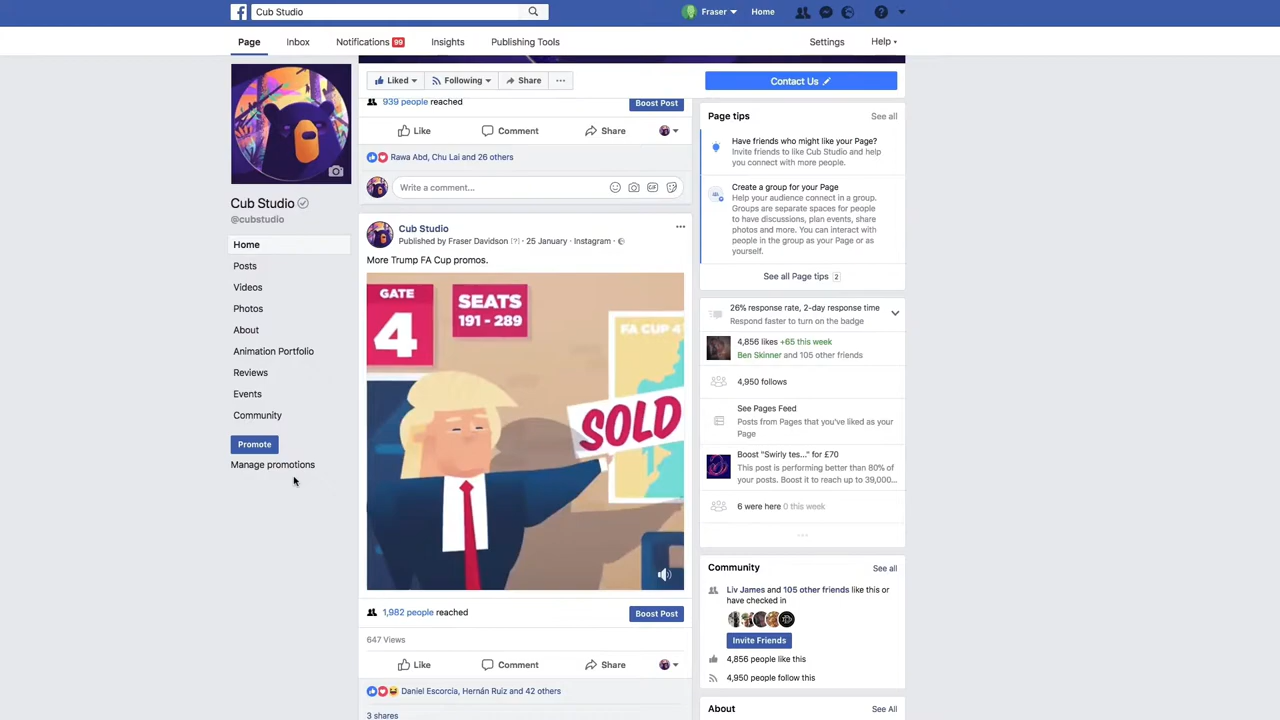 Cub Studio
Fraser
Home
Page
Inbox
Notifications 99
Insights
Publishing Tools
Settings
Help
Liked
Following
Share
Contact Us
939 people reached
Boost Post
Like
Comment
Share
Rawa Abd, Chu Lai and 26 others
Write a comment...
Cub Studio
@cubstudio
Home
Posts
Videos
Photos
About
Animation Portfolio
Reviews
Events
Community
Promote
Manage promotions
Cub Studio
Published by Fraser Davidson [?] · 25 January · Instagram ·
More Trump FA Cup promos.
GATE
4
SEATS
191 - 289
FA CUP 4
SOLD
1,982 people reached
Boost Post
647 Views
Like
Comment
Share
Daniel Escorcia, Hernán Ruiz and 42 others
3 shares
Page tips
See all
Have friends who might like your Page?
Invite friends to like Cub Studio and help
you connect with more people.
Create a group for your Page
Help your audience connect in a group.
Groups are separate spaces for people
to have discussions, plan events, share
photos and more. You can interact with
people in the group as your Page or as
yourself.
See all Page tips 2
26% response rate, 2-day response time
Respond faster to turn on the badge
4,856 likes +65 this week
Ben Skinner and 105 other friends
4,950 follows
See Pages Feed
Posts from Pages that you've liked as your
Page
Boost "Swirly tes..." for £70
This post is performing better than 80% of
your posts. Boost it to reach up to 39,000...
6 were here 0 this week
Community
See all
Liv James and 105 other friends like this or
have checked in
Invite Friends
4,856 people like this
4,950 people follow this
About
See All